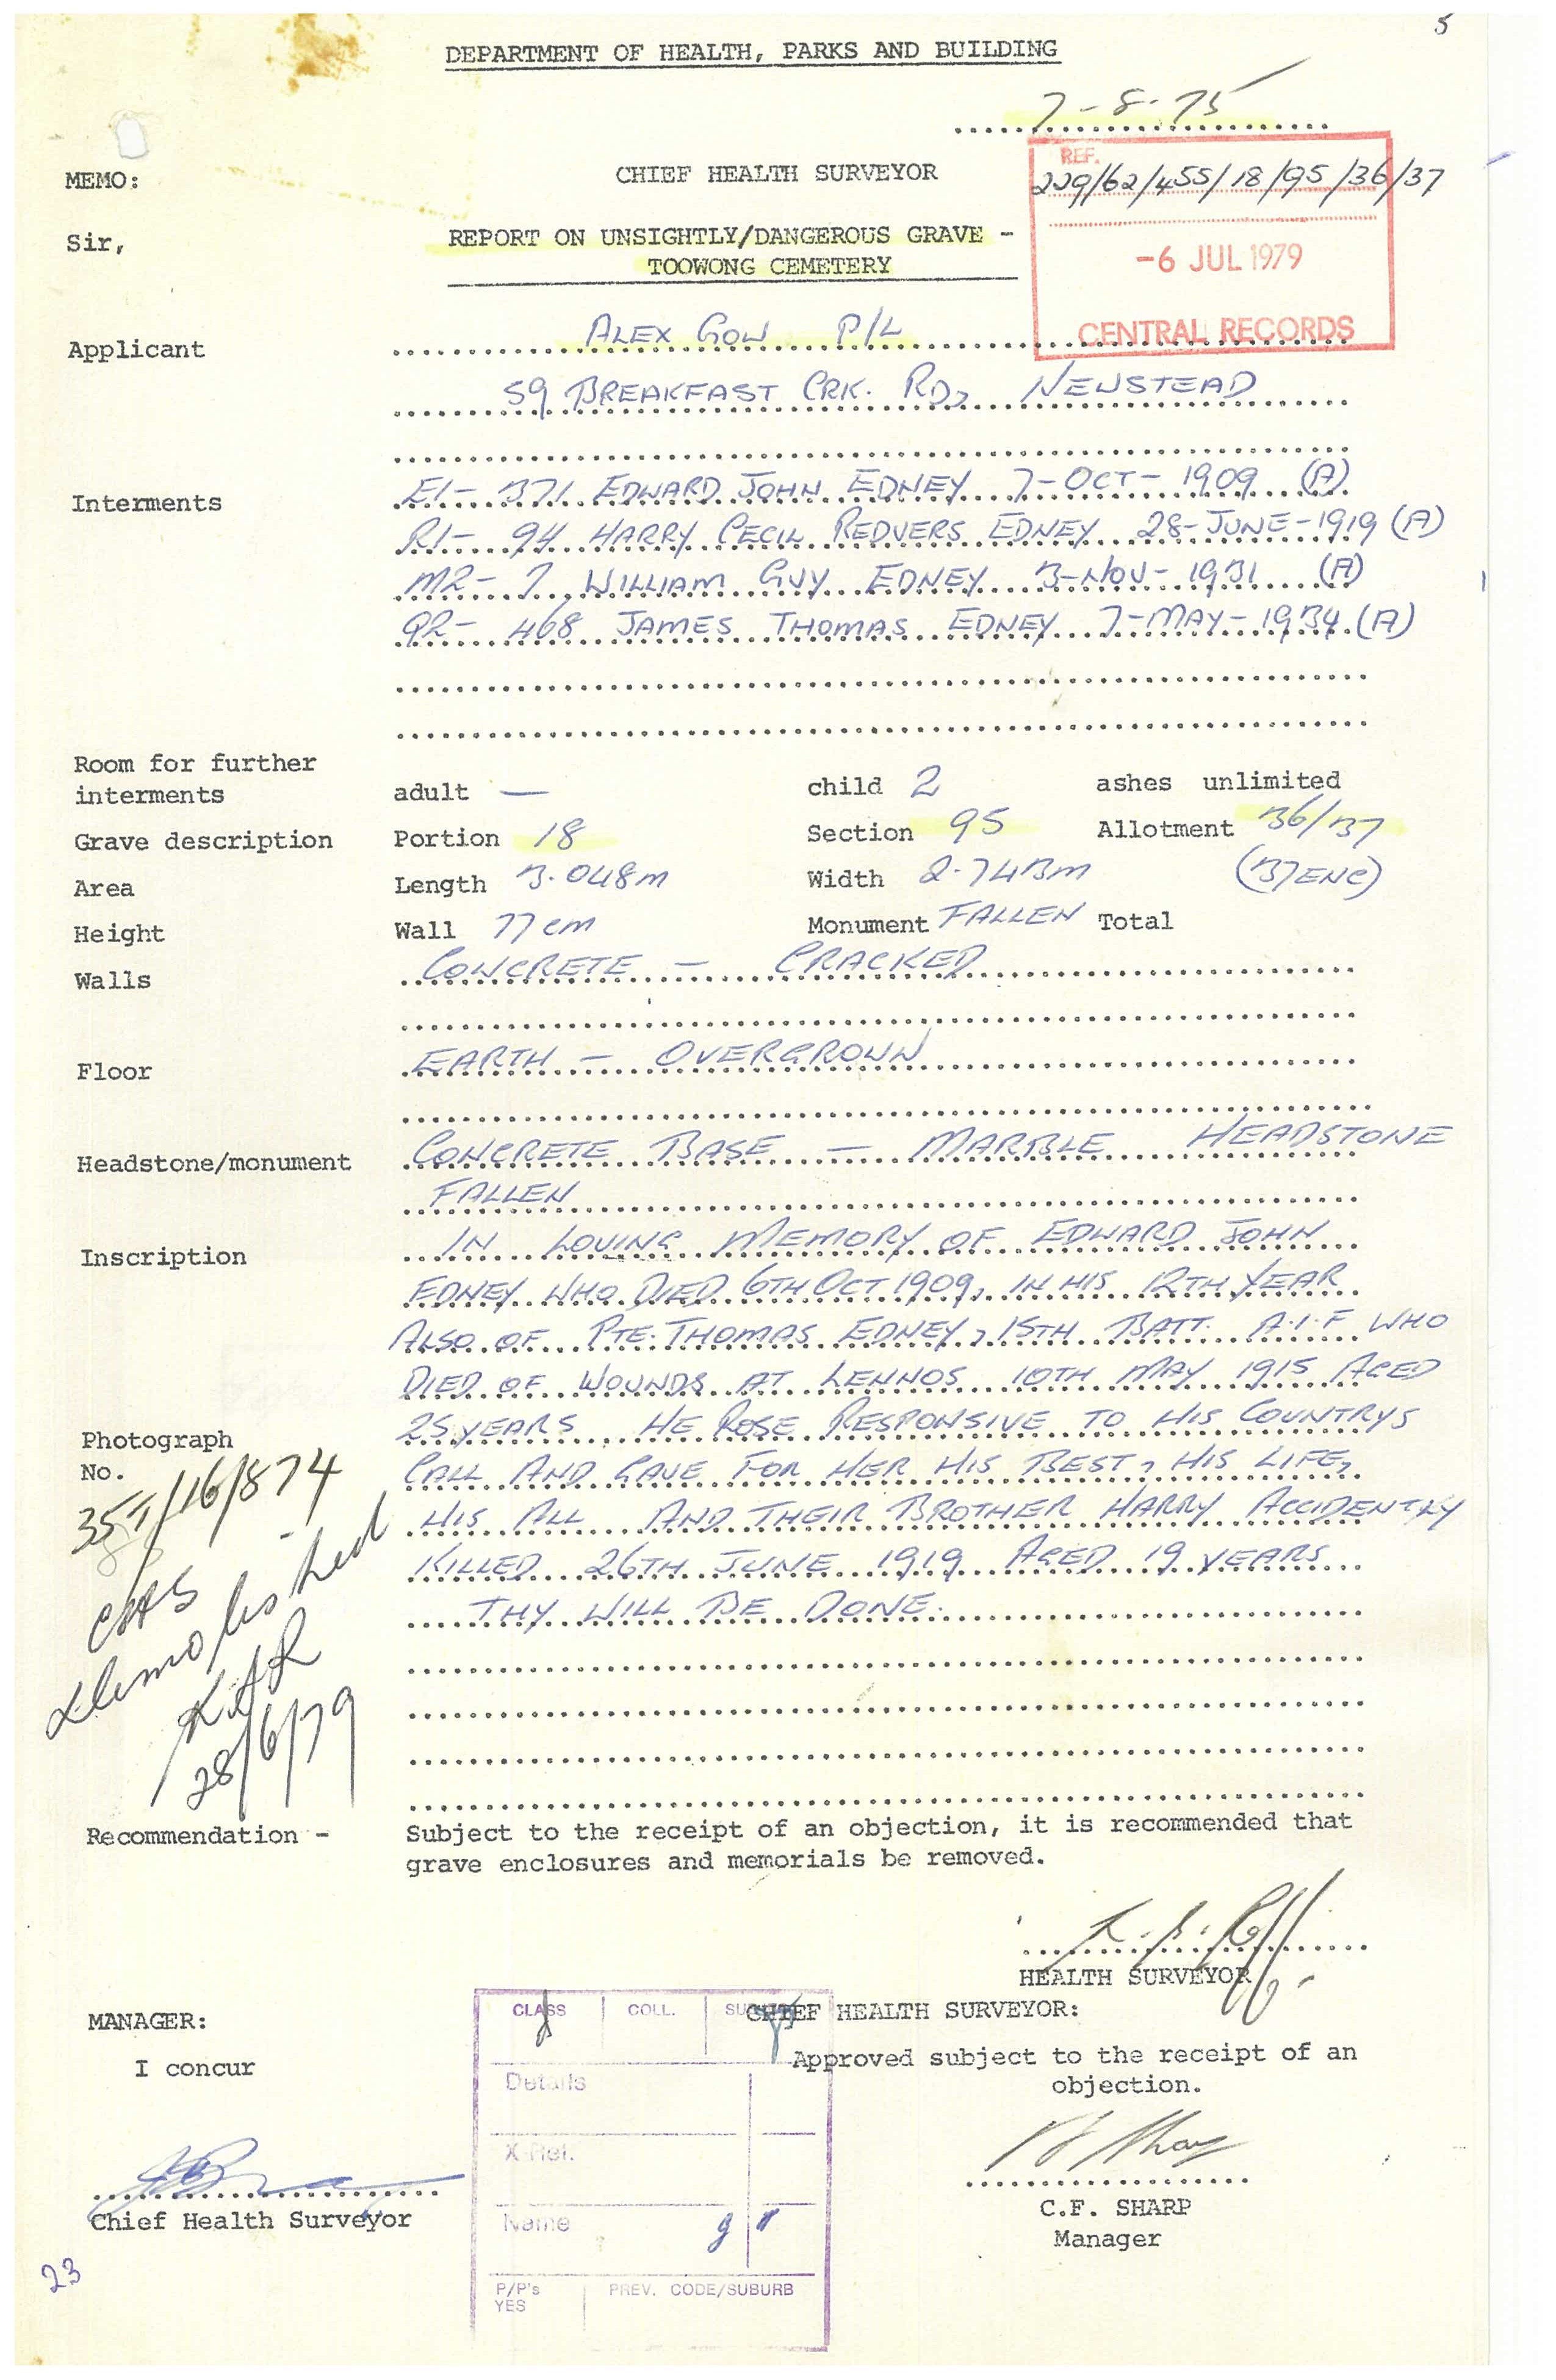 5
DEPARTMENT OF HEALTH, PARKS AND BUILDING
7-8-75
MEMO:
CHIEF HEALTH SURVEYOR
REF.
229/62/455/18/95/36/37
Sir,
REPORT ON UNSIGHTLY/DANGEROUS GRAVE -
TOOWONG CEMETERY
-6 JUL 1979
CENTRAL RECORDS
Applicant ALEX GOW P/L
59 BREAKFAST CRK. RD, NEWSTEAD
Interments E1- 371 EDWARD JOHN EDNEY 7-OCT-1909 (A)
R1- 94 HARRY CECIL REDVERS EDNEY 28-JUNE-1919 (A)
M2- 7 WILLIAM GUY EDNEY 3-NOV-1931 (A)
Q2- 468 JAMES THOMAS EDNEY 7-MAY-1934 (A)
Room for further
interments adult — child 2 ashes unlimited
Grave description Portion 18 Section 95 Allotment 36/37
Area Length 3.048m Width 2.743m (37 ENC)
Height Wall 77cm Monument FALLEN Total
Walls CONCRETE - CRACKED
Floor EARTH - OVERGROWN
Headstone/monument CONCRETE BASE - MARBLE HEADSTONE
FALLEN
Inscription IN LOVING MEMORY OF EDWARD JOHN
EDNEY WHO DIED 6TH OCT 1909, IN HIS 12TH YEAR
ALSO OF PTE. THOMAS EDNEY, 15TH BATT. A.I.F WHO
DIED OF WOUNDS AT LENNOS 10TH MAY 1915 AGED
25 YEARS HE ROSE RESPONSIVE TO HIS COUNTRYS
CALL AND GAVE FOR HER HIS BEST, HIS LIFE,
HIS ALL AND THEIR BROTHER HARRY ACCIDENTLY
KILLED 26TH JUNE 1919 AGED 19 YEARS
THY WILL BE DONE.
Photograph
No.
/16/874
demolished
28/6/79
Recommendation - Subject to the receipt of an objection, it is recommended that
grave enclosures and memorials be removed.
HEALTH SURVEYOR
MANAGER:
CHIEF HEALTH SURVEYOR:
I concur
Approved subject to the receipt of an
objection.
Chief Health Surveyor
C.F. SHARP
Manager
CLASS COLL.
Details
X-Ref.
Name
P/P's
YES
PREV. CODE/SUBURB
23